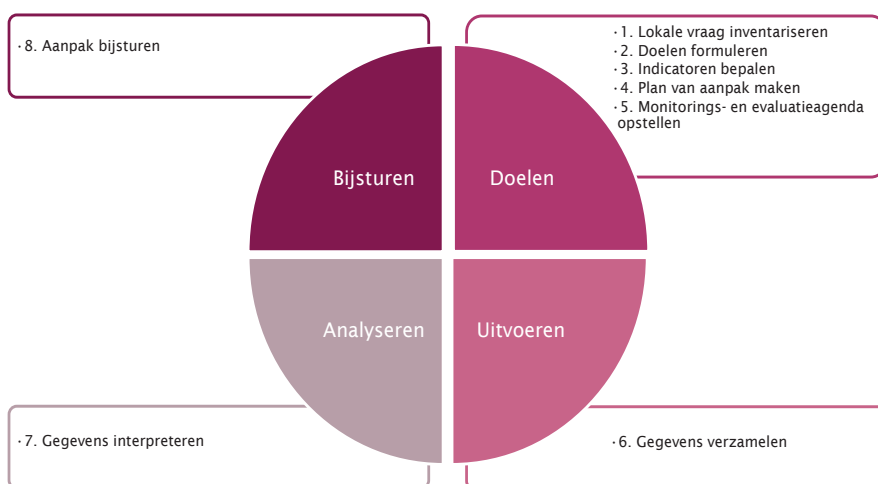 ·8. Aanpak bijsturen
·1. Lokale vraag inventariseren
·2. Doelen formuleren
·3. Indicatoren bepalen
·4. Plan van aanpak maken
·5. Monitorings- en evaluatieagenda
opstellen
Bijsturen
Doelen
Analyseren
Uitvoeren
·7. Gegevens interpreteren
·6. Gegevens verzamelen